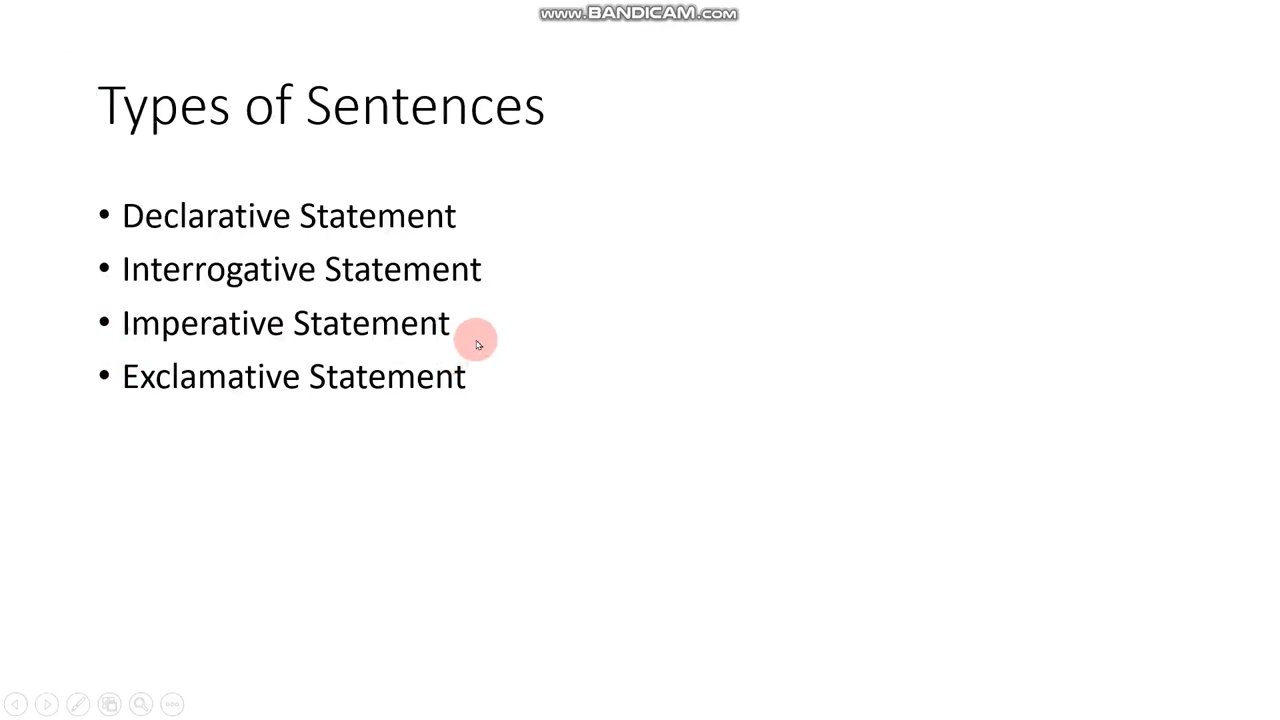 www.BANDICAM.com
Types of Sentences
• Declarative Statement
• Interrogative Statement
• Imperative Statement
• Exclamative Statement